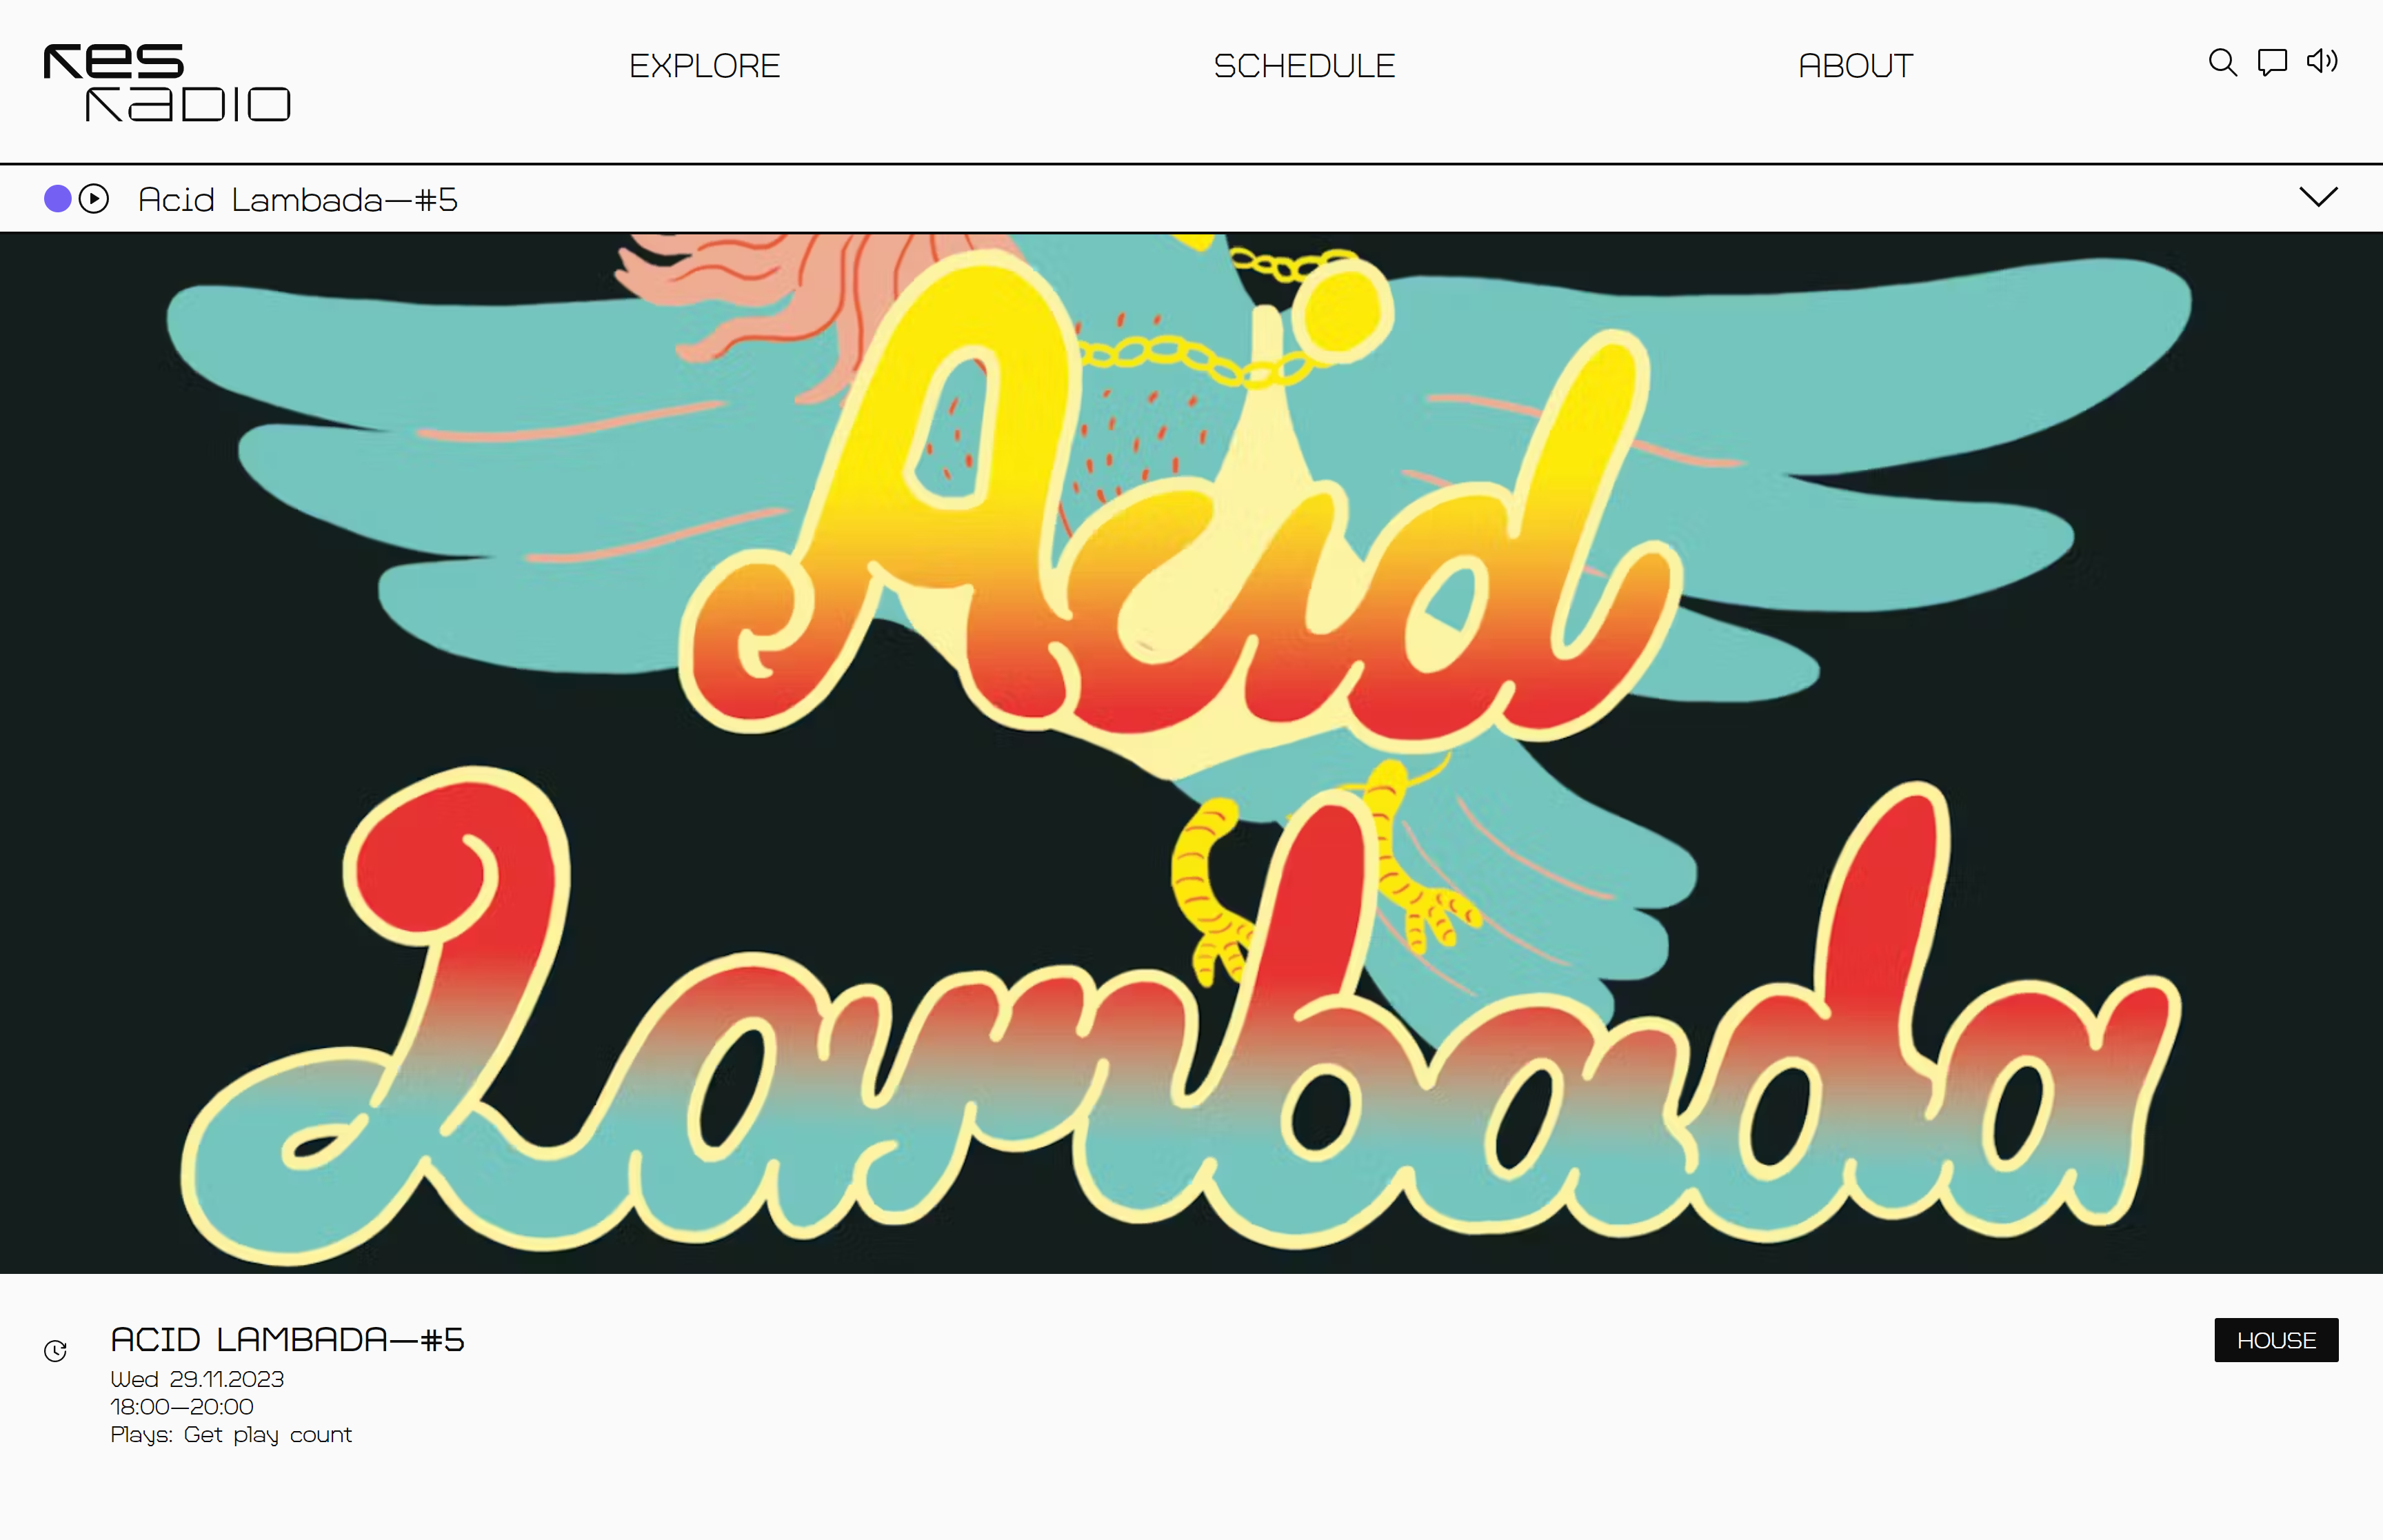 res
EXPLORE
SCHEDULE
ABOUT
radio
Acid Lambada—#5
Acid
Lambada
ACID LAMBADA—#5
HOUSE
Wed 29.11.2023
18:00—20:00
Plays: Get play count